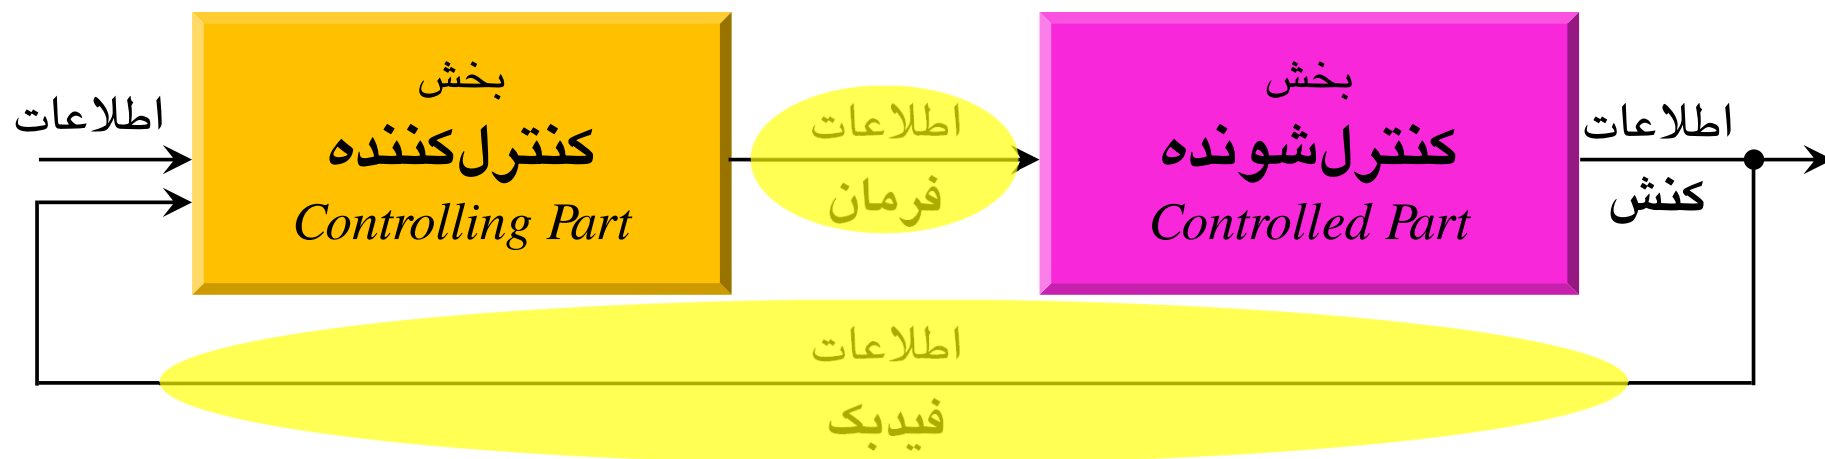 اطلاعات
بخش
کنترل‌کننده
Controlling Part
اطلاعات
فرمان
بخش
کنترل‌شونده
Controlled Part
اطلاعات
کنش
اطلاعات
فیدبک